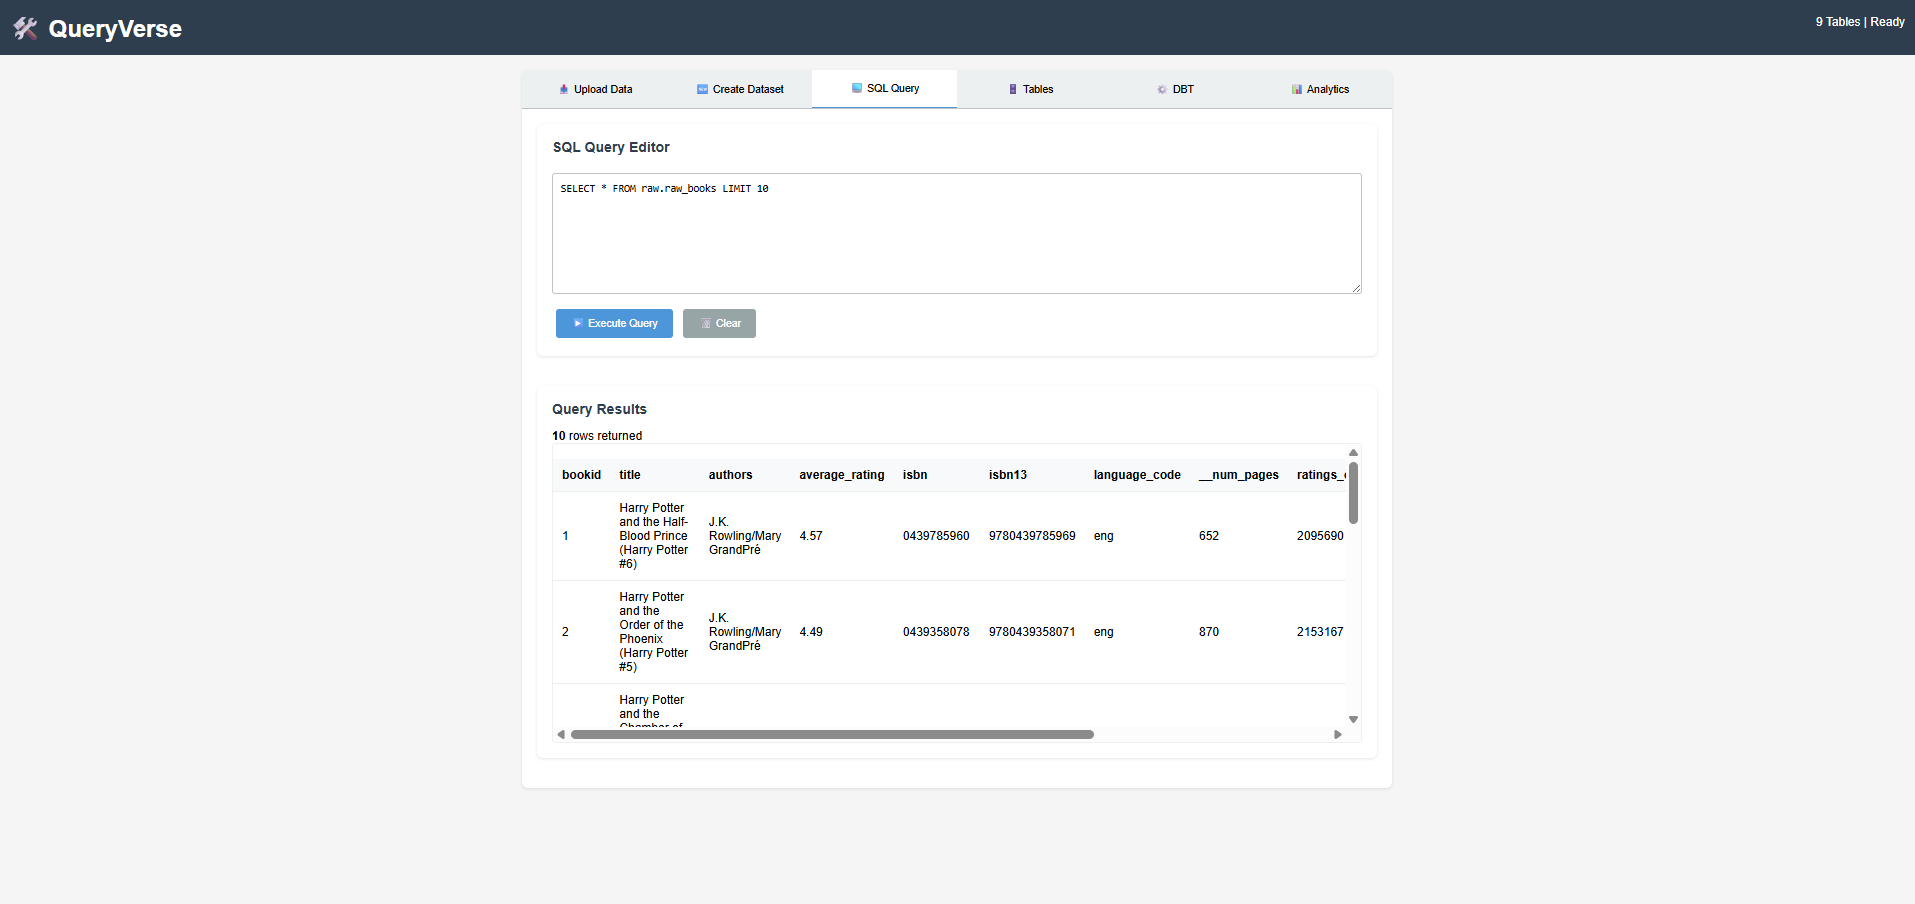 QueryVerse
9 Tables | Ready
Upload Data
Create Dataset
SQL Query
Tables
DBT
Analytics
SQL Query Editor
SELECT * FROM raw.raw_books LIMIT 10
Execute Query
Clear
Query Results
10 rows returned
bookid title authors average_rating isbn isbn13 language_code __num_pages ratings_
1
Harry Potter
and the Half-
Blood Prince
(Harry Potter
#6)
J.K.
Rowling/Mary
GrandPré
4.57 0439785960 9780439785969 eng 652 2095690
2
Harry Potter
and the
Order of the
Phoenix
(Harry Potter
#5)
J.K.
Rowling/Mary
GrandPré
4.49 0439358078 9780439358071 eng 870 2153167
Harry Potter
and the
Chamber of